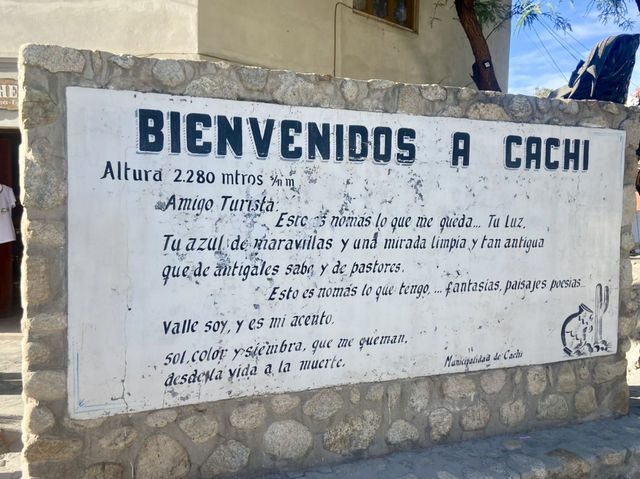 BIENVENIDOS A CACHI
Altura 2.280 mtros s/n m
Amigo Turista.
Esto es nomas lo que me queda... Tu Luz,
Tu azul de maravillas y una mirada limpia y tan antigua
que de antigales sabe y de pastores.
Esto es nomas lo que tengo, ... fantasías, paisajes poesías...
valle soy, y es mi acento,
sol, color y siembra, que me queman,
desde la vida a la muerte.
Municipalidad de Cachi